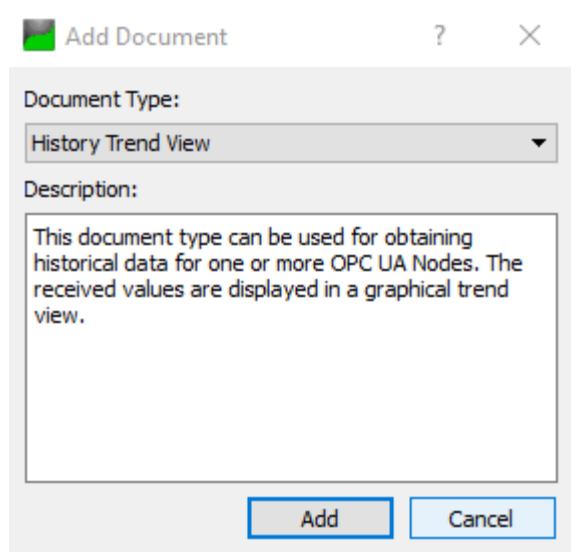 Add Document ?
Document Type:
History Trend View
Description:
This document type can be used for obtaining
historical data for one or more OPC UA Nodes. The
received values are displayed in a graphical trend
view.
Add Cancel